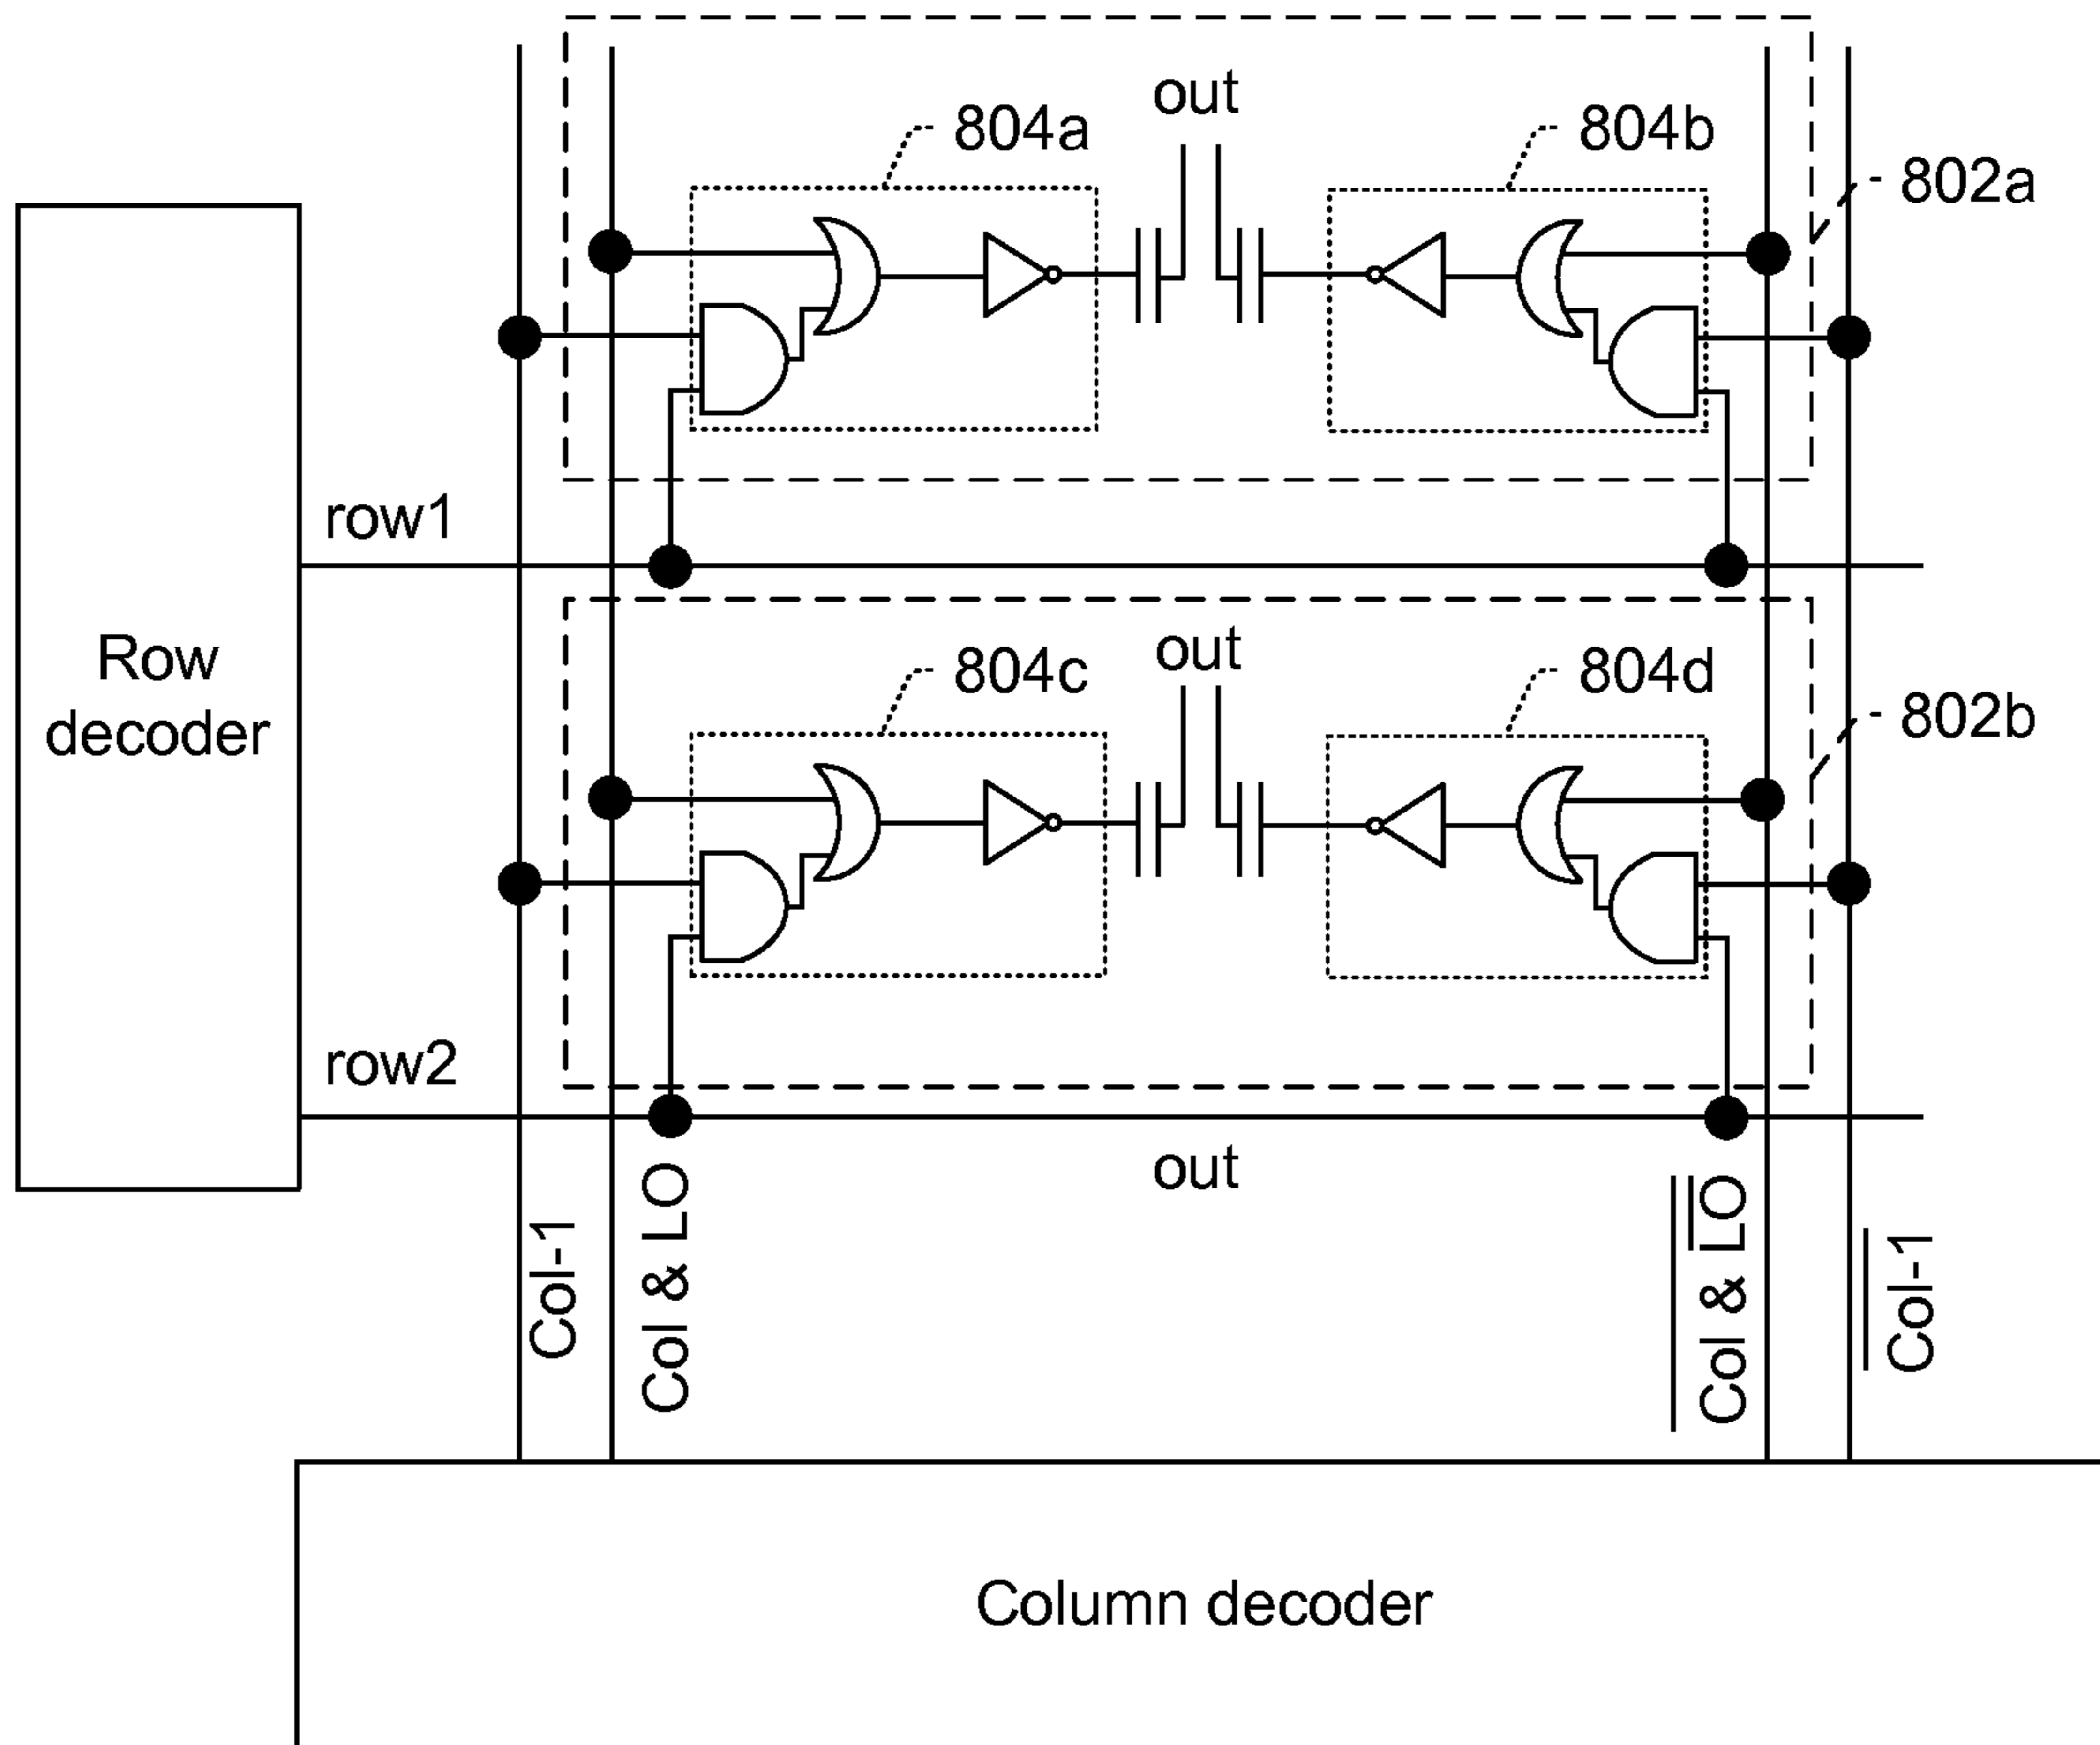 out
804a
804b
802a
row1
Row
decoder
out
804c
804d
802b
row2
out
Col-1
Col & LO
Col & LO
Col-1
Column decoder